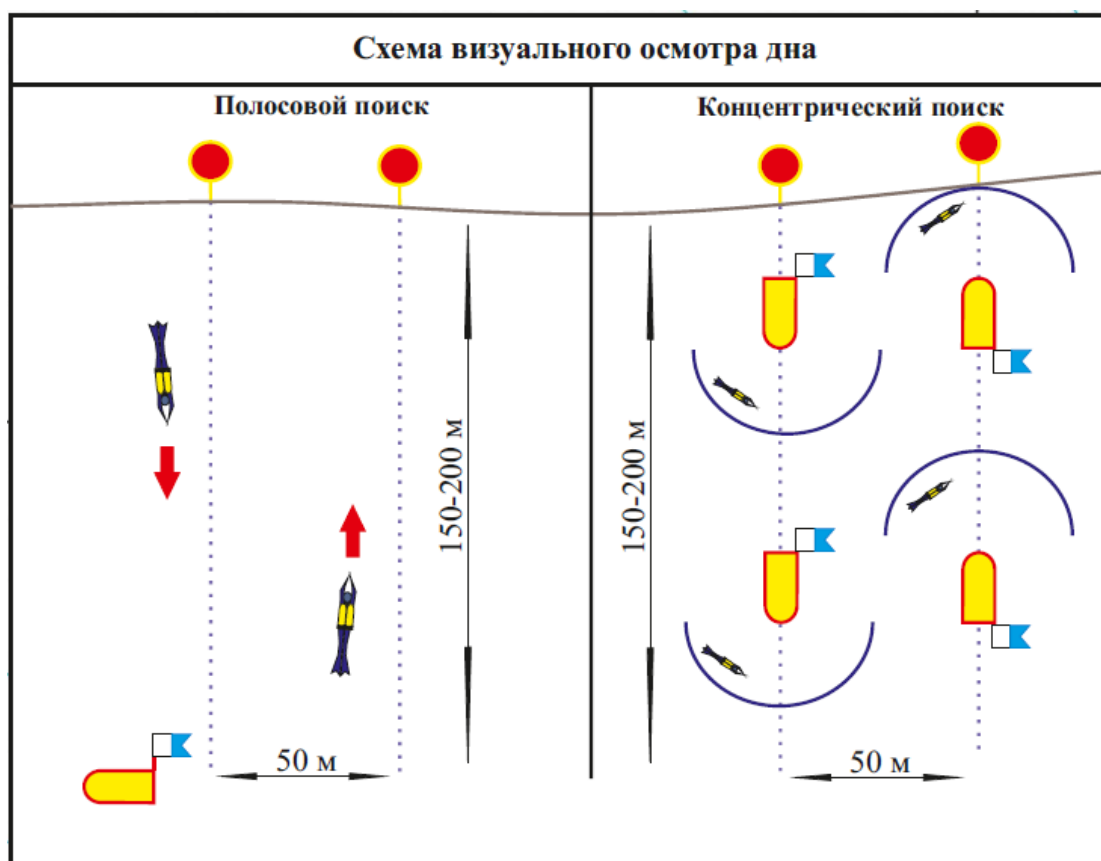 Схема визуального осмотра дна
Полосовой поиск
Концентрический поиск
150-200 м
50 м
150-200 м
50 м